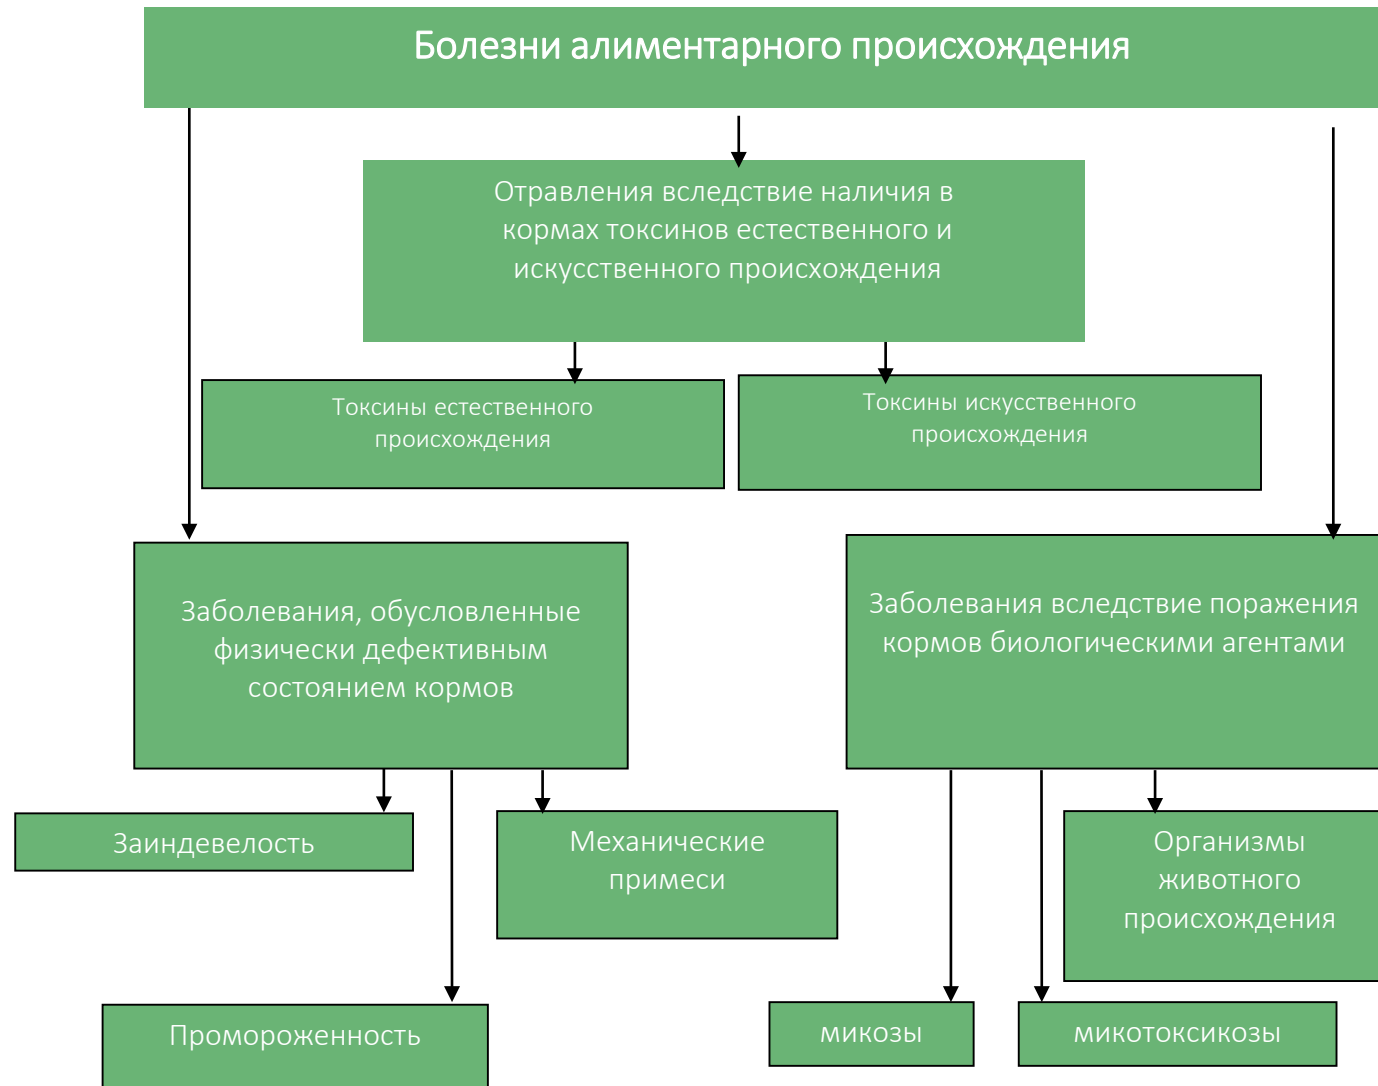 Болезни алиментарного происхождения
Отравления вследствие наличия в
кормах токсинов естественного и
искусственного происхождения
Токсины естественного
происхождения
Токсины искусственного
происхождения
Заболевания, обусловленные
физически дефективным
состоянием кормов
Заболевания вследствие поражения
кормов биологическими агентами
Заиндевелость
Механические
примеси
Организмы
животного
происхождения
Промороженность
микозы
микотоксикозы